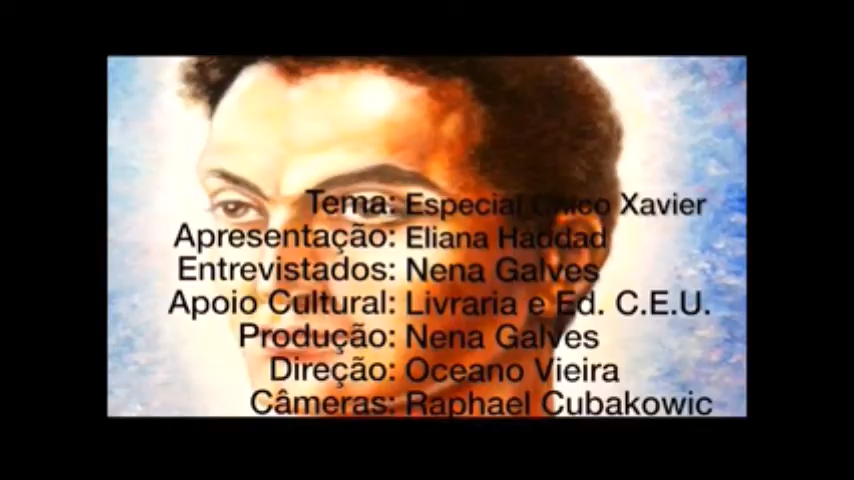 Tema: Especial Chico Xavier
Apresentação: Eliana Haddad
Entrevistados: Nena Galves
Apoio Cultural: Livraria e Ed. C.E.U.
Produção: Nena Galves
Direção: Oceano Vieira
Câmeras: Raphael Cubakowic